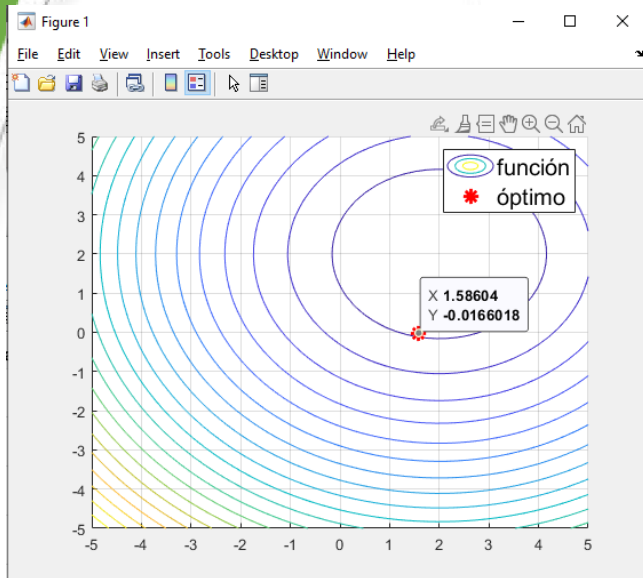 Figure 1
File Edit View Insert Tools Desktop Window Help
función
óptimo
X 1.58604
Y -0.0166018
5
4
3
2
1
0
-1
-2
-3
-4
-5
-5 -4 -3 -2 -1 0 1 2 3 4 5